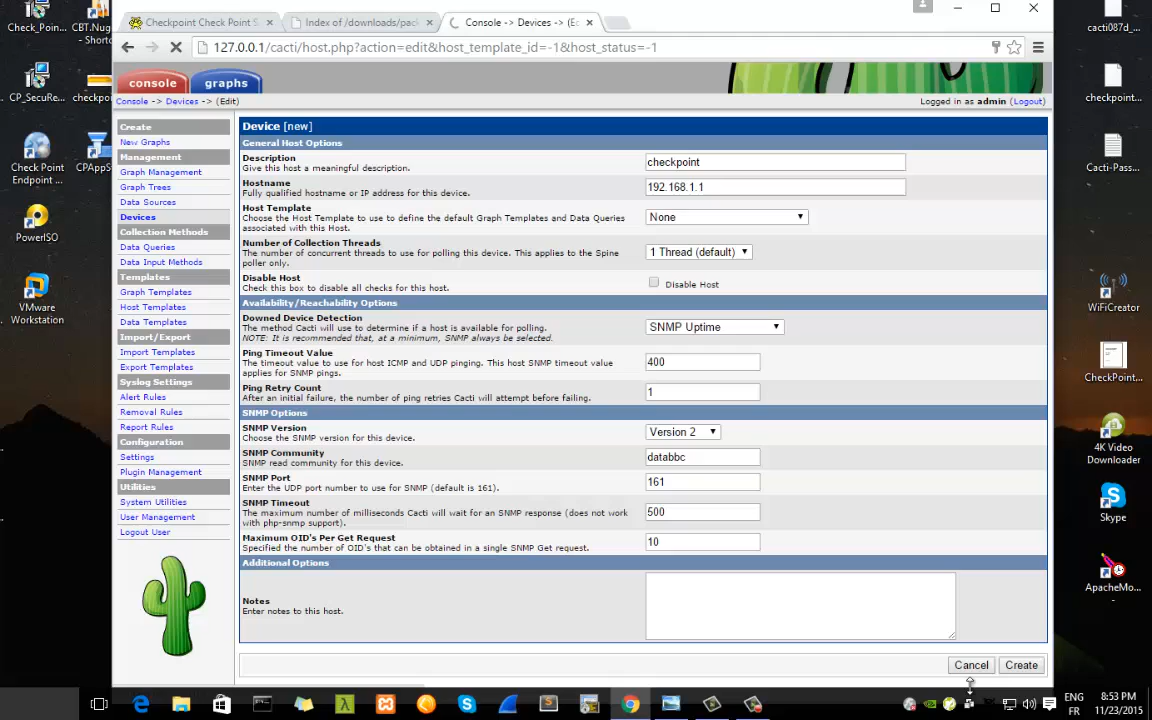 Check_Poin...
CBT.Nug...
- Shortc
CP_SecuRe...
checkpoi
Check Point
Endpoint ...
CPAppS
PowerISO
VMware
Workstation
Checkpoint Check Point S
Index of /downloads/pac
Console -> Devices -> (Ed
127.0.0.1/cacti/host.php?action=edit&host_template_id=-1&host_status=-1
console
graphs
Console -> Devices -> (Edit)
Logged in as admin (Logout)
Create
New Graphs
Management
Graph Management
Graph Trees
Data Sources
Devices
Collection Methods
Data Queries
Data Input Methods
Templates
Graph Templates
Host Templates
Data Templates
Import/Export
Import Templates
Export Templates
Syslog Settings
Alert Rules
Removal Rules
Report Rules
Configuration
Settings
Plugin Management
Utilities
System Utilities
User Management
Logout User
Device [new]
General Host Options
Description
Give this host a meaningful description.
checkpoint
Hostname
Fully qualified hostname or IP address for this device.
192.168.1.1
Host Template
Choose the Host Template to use to define the default Graph Templates and Data Queries
associated with this Host.
None
Number of Collection Threads
The number of concurrent threads to use for polling this device. This applies to the Spine
poller only.
1 Thread (default)
Disable Host
Check this box to disable all checks for this host.
Disable Host
Availability/Reachability Options
Downed Device Detection
The method Cacti will use to determine if a host is available for polling.
NOTE: It is recommended that, at a minimum, SNMP always be selected.
SNMP Uptime
Ping Timeout Value
The timeout value to use for host ICMP and UDP pinging. This host SNMP timeout value
applies for SNMP pings.
400
Ping Retry Count
After an initial failure, the number of ping retries Cacti will attempt before failing.
1
SNMP Options
SNMP Version
Choose the SNMP version for this device.
Version 2
SNMP Community
SNMP read community for this device.
databbc
SNMP Port
Enter the UDP port number to use for SNMP (default is 161).
161
SNMP Timeout
The maximum number of milliseconds Cacti will wait for an SNMP response (does not work
with php-snmp support).
500
Maximum OID's Per Get Request
Specified the number of OID's that can be obtained in a single SNMP Get request.
10
Additional Options
Notes
Enter notes to this host.
Cancel
Create
cacti087d_...
checkpoint...
Cacti-Pass...
WiFiCreator
CheckPoint...
4K Video
Downloader
Skype
ApacheMo...
-
ENG
FR
8:53 PM
11/23/2015